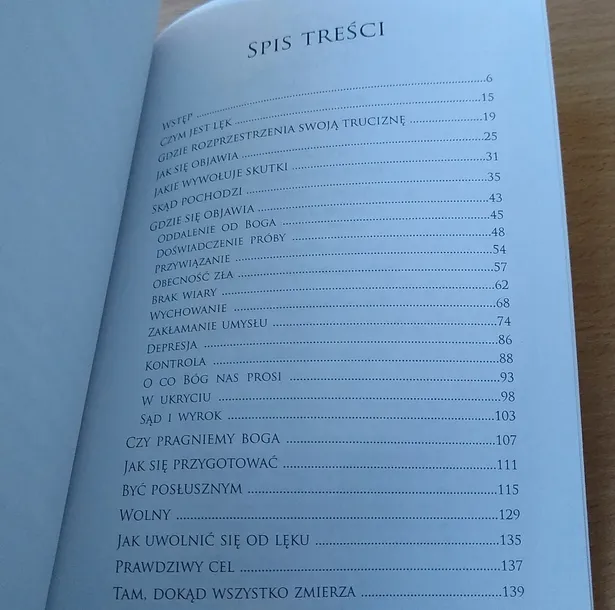 SPIS TREŚCI
WSTĘP ........ 6
CZYM JEST LĘK ........ 15
GDZIE ROZPRZESTRZENIA SWOJĄ TRUCIZNĘ ........ 19
JAK SIĘ OBJAWIA ........ 25
JAKIE WYWOŁUJE SKUTKI ........ 31
SKĄD POCHODZI ........ 35
GDZIE SIĘ OBJAWIA ........ 43
ODDALENIE OD BOGA ........ 45
DOŚWIADCZENIE PRÓBY ........ 48
PRZYWIĄZANIE ........ 54
OBECNOŚĆ ZŁA ........ 57
BRAK WIARY ........ 62
WYCHOWANIE ........ 68
ZAKŁAMANIE UMYSŁU ........ 74
DEPRESJA ........ 86
KONTROLA ........ 88
O CO BÓG NAS PROSI ........ 93
W UKRYCIU ........ 98
SĄD I WYROK ........ 103
CZY PRAGNIEMY BOGA ........ 107
JAK SIĘ PRZYGOTOWAĆ ........ 111
BYĆ POSŁUSZNYM ........ 115
WOLNY ........ 129
JAK UWOLNIĆ SIĘ OD LĘKU ........ 135
PRAWDZIWY CEL ........ 137
TAM, DOKĄD WSZYSTKO ZMIERZA ........ 139